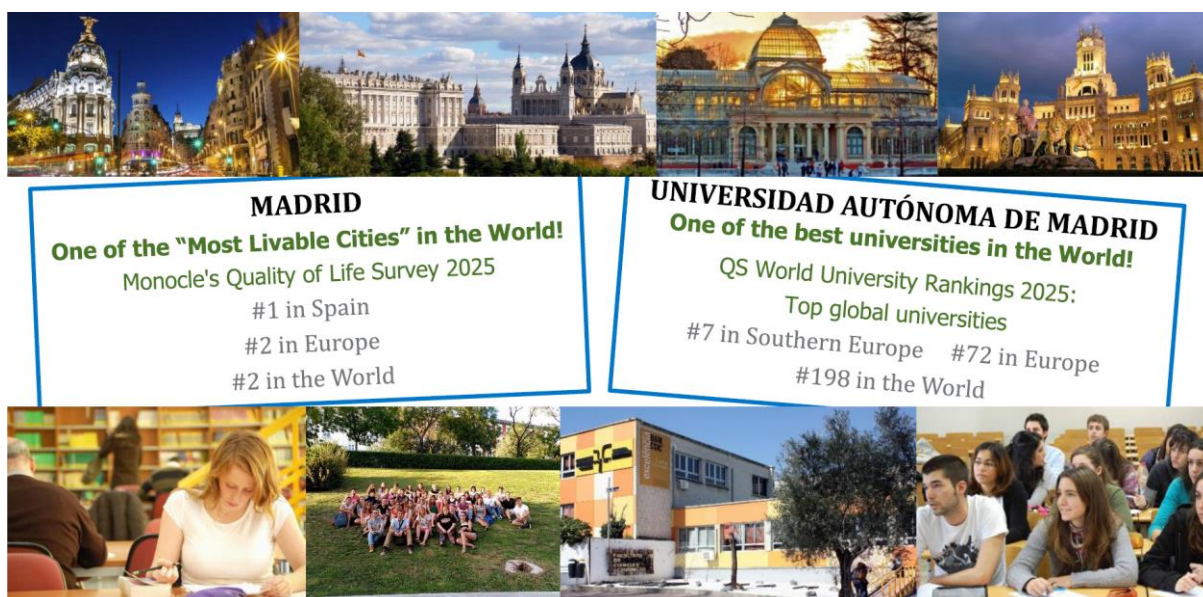 MADRID
One of the “Most Livable Cities” in the World!
Monocle's Quality of Life Survey 2025
#1 in Spain
#2 in Europe
#2 in the World
UNIVERSIDAD AUTÓNOMA DE MADRID
One of the best universities in the World!
QS World University Rankings 2025:
Top global universities
#7 in Southern Europe #72 in Europe
#198 in the World
excelencia